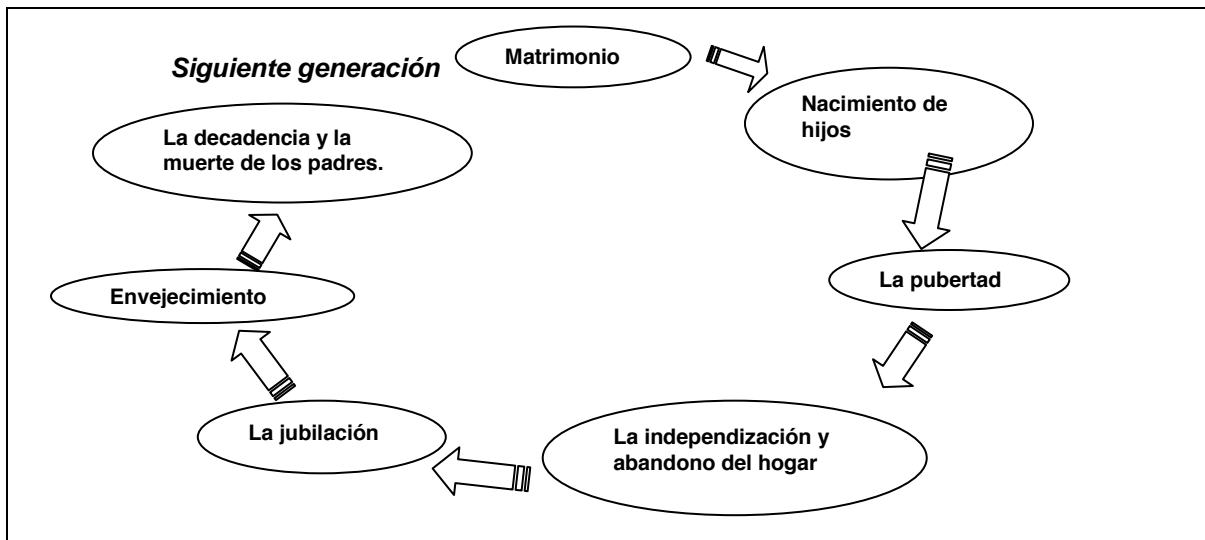 Matrimonio
Siguiente generación
Nacimiento de
hijos
La decadencia y la
muerte de los padres.
La pubertad
Envejecimiento
La jubilación
La independización y
abandono del hogar